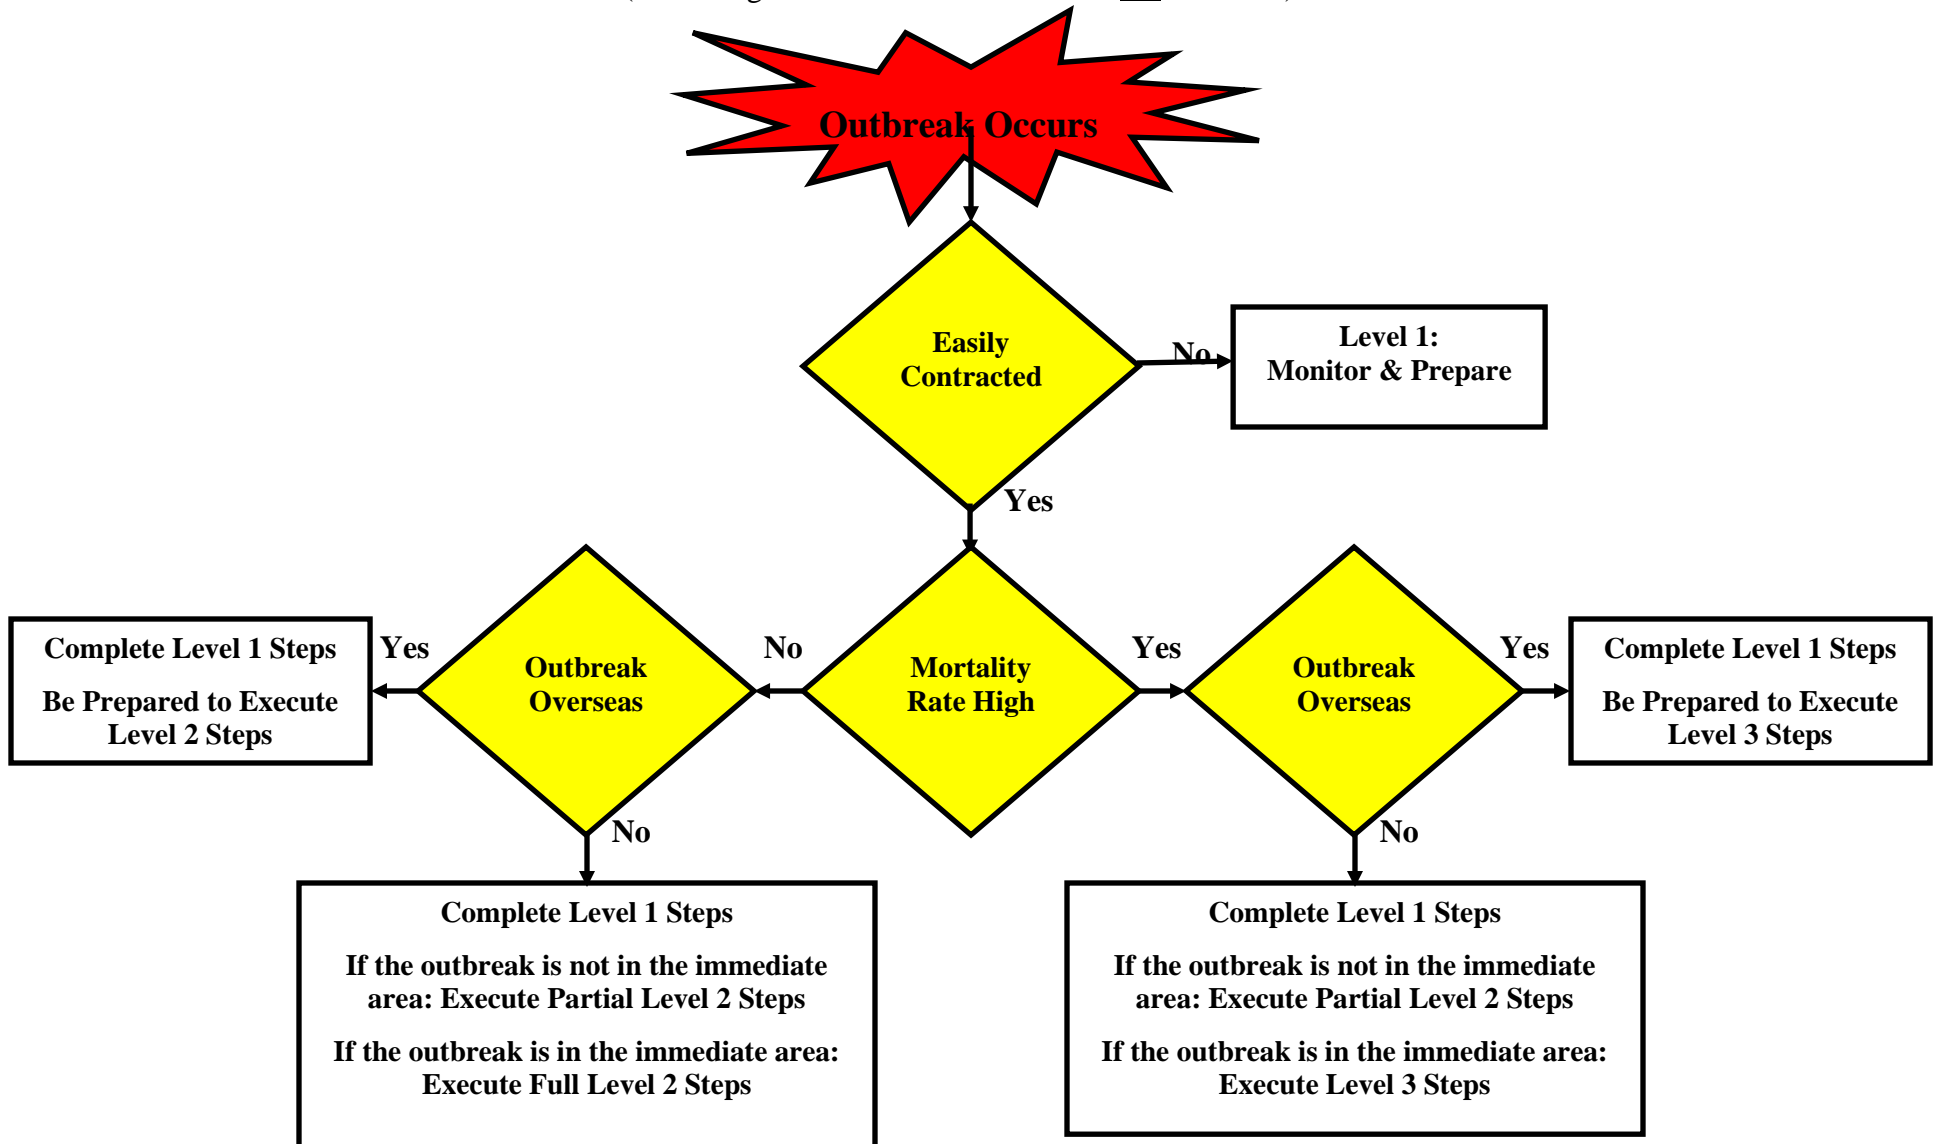 Outbreak Occurs
Easily
Contracted
No
Level 1:
Monitor & Prepare
Yes
Complete Level 1 Steps
Be Prepared to Execute
Level 2 Steps
Yes
Outbreak
Overseas
No
Mortality
Rate High
Yes
Outbreak
Overseas
Yes
Complete Level 1 Steps
Be Prepared to Execute
Level 3 Steps
No
No
Complete Level 1 Steps
If the outbreak is not in the immediate
area: Execute Partial Level 2 Steps
If the outbreak is in the immediate area:
Execute Full Level 2 Steps
Complete Level 1 Steps
If the outbreak is not in the immediate
area: Execute Partial Level 2 Steps
If the outbreak is in the immediate area:
Execute Level 3 Steps